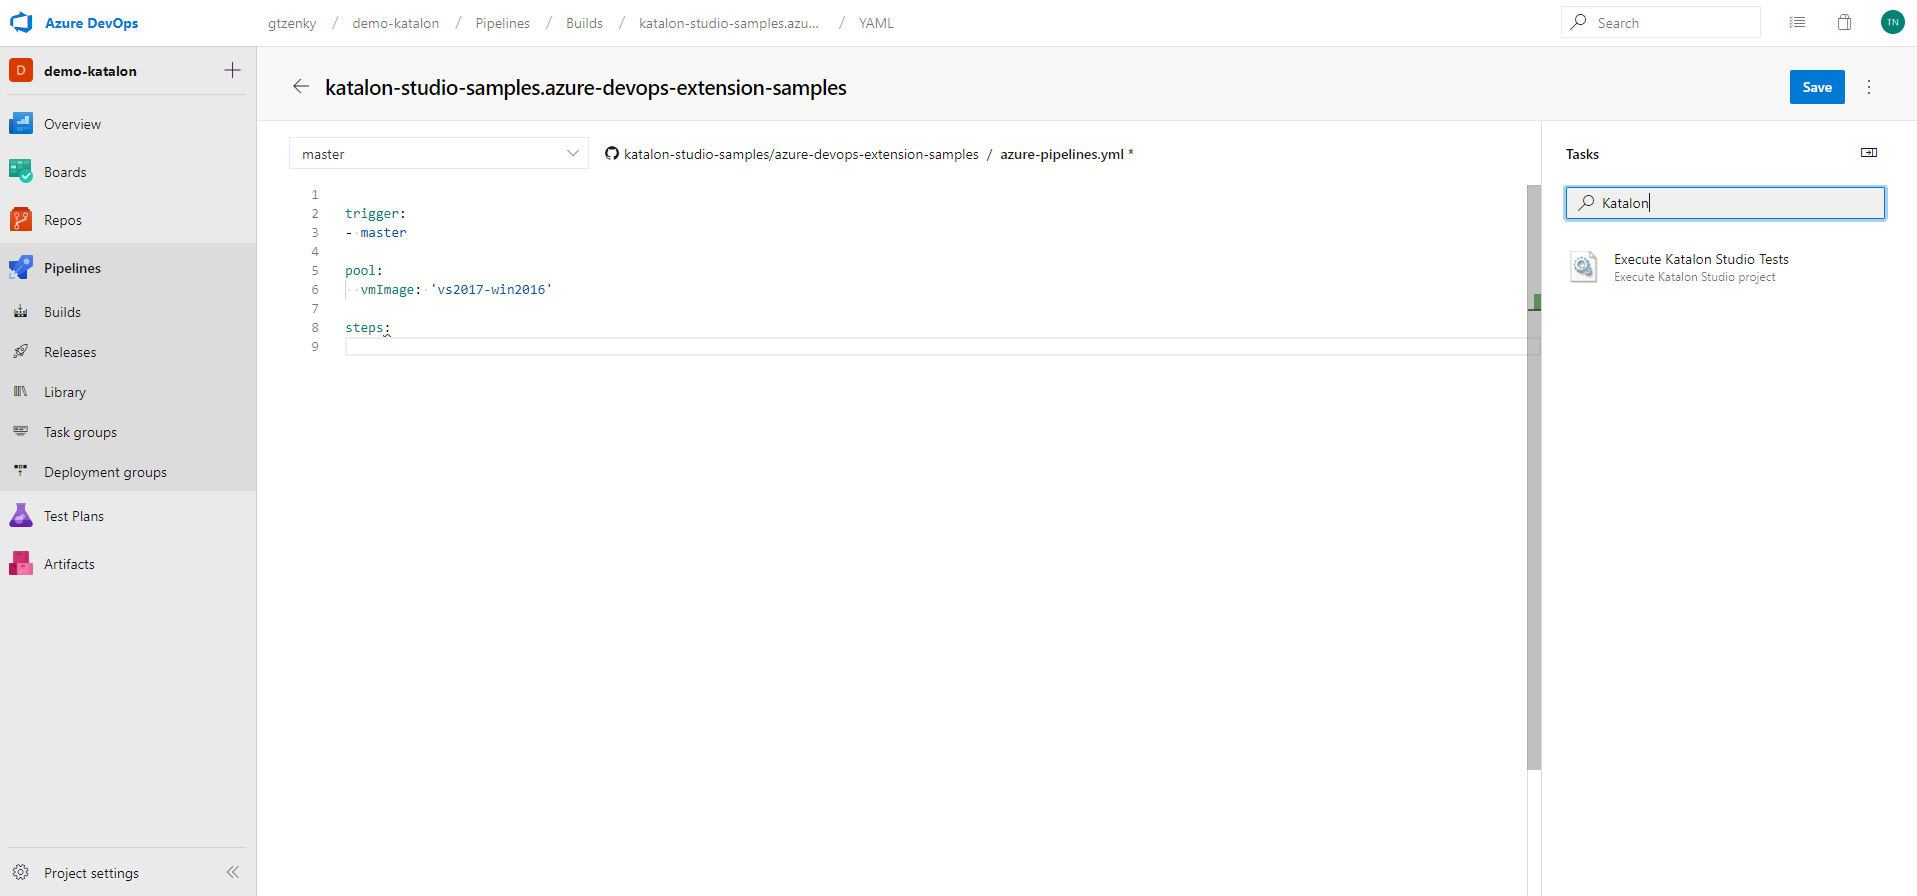 Azure DevOps
gtzenky / demo-katalon / Pipelines / Builds / katalon-studio-samples.azu... / YAML
Search
TN
D demo-katalon
Overview
Boards
Repos
Pipelines
Builds
Releases
Library
Task groups
Deployment groups
Test Plans
Artifacts
Project settings
katalon-studio-samples.azure-devops-extension-samples
Save
master
katalon-studio-samples/azure-devops-extension-samples / azure-pipelines.yml *
1
2 trigger:
3 - master
4
5 pool:
6 vmImage: 'vs2017-win2016'
7
8 steps:
9
Tasks
Katalon
Execute Katalon Studio Tests
Execute Katalon Studio project